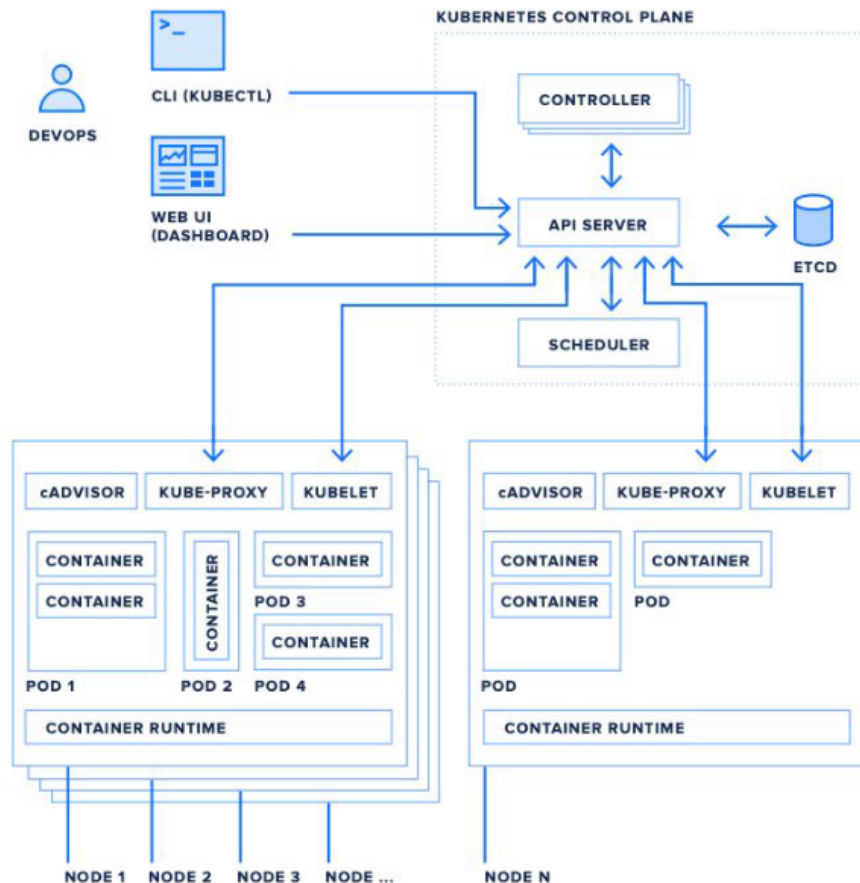 KUBERNETES CONTROL PLANE
>_
CLI (KUBECTL)
DEVOPS
WEB UI
(DASHBOARD)
CONTROLLER
API SERVER
ETCD
SCHEDULER
cADVISOR
KUBE-PROXY
KUBELET
CONTAINER
CONTAINER
POD 1
CONTAINER
POD 2
CONTAINER
POD 3
CONTAINER
POD 4
CONTAINER RUNTIME
cADVISOR
KUBE-PROXY
KUBELET
CONTAINER
CONTAINER
POD
CONTAINER
POD
CONTAINER RUNTIME
NODE 1
NODE 2
NODE 3
NODE ...
NODE N